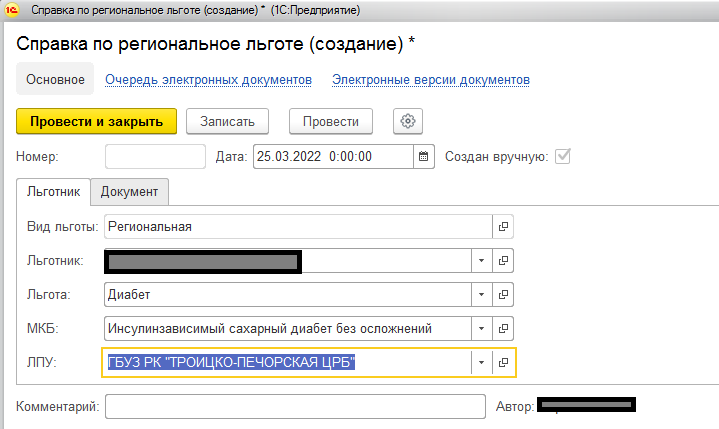 1С Справка по региональное льготе (создание) * (1С:Предприятие)
Справка по региональное льготе (создание) *
Основное Очередь электронных документов Электронные версии документов
Провести и закрыть Записать Провести
Номер: Дата: 25.03.2022 0:00:00 Создан вручную:
Льготник Документ
Вид льготы: Региональная
Льготник:
Льгота: Диабет
МКБ: Инсулинзависимый сахарный диабет без осложнений
ЛПУ: ГБУЗ РК "ТРОИЦКО-ПЕЧОРСКАЯ ЦРБ"
Комментарий: Автор: